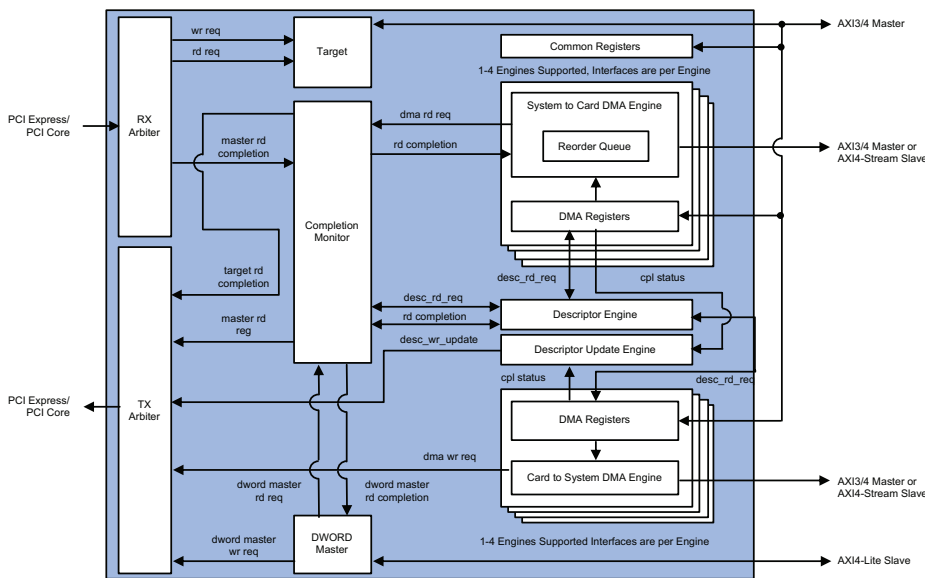 wr req
rd req
Target
AXI3/4 Master
Common Registers
1-4 Engines Supported, Interfaces are per Engine
PCI Express/
PCI Core
RX
Arbiter
System to Card DMA Engine
dma rd req
master rd
completion
rd completion
Reorder Queue
AXI3/4 Master or
AXI4-Stream Slave
Completion
Monitor
DMA Registers
target rd
completion
desc_rd_req
cpl status
desc_rd_req
rd completion
Descriptor Engine
master rd
reg
desc_wr_update
Descriptor Update Engine
cpl status
desc_rd_req
PCI Express/
PCI Core
TX
Arbiter
DMA Registers
dma wr req
Card to System DMA Engine
dword master
rd req
dword master
rd completion
AXI3/4 Master or
AXI4-Stream Slave
dword master
wr req
DWORD
Master
1-4 Engines Supported Interfaces are per Engine
AXI4-Lite Slave